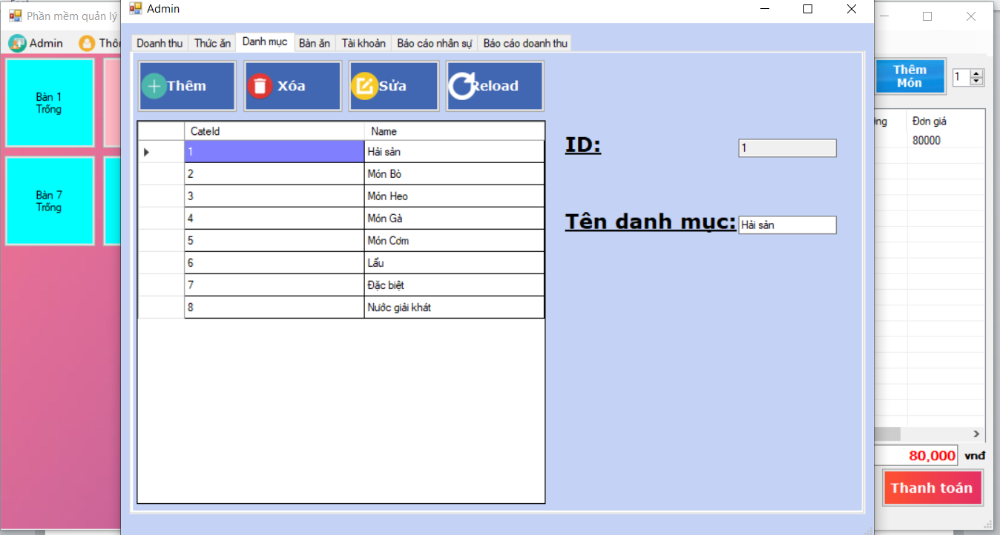 Phần mềm quản lý
Admin
Admin
Doanh thu
Thức ăn
Danh mục
Bàn ăn
Tài khoản
Báo cáo nhân sự
Báo cáo doanh thu
Bàn 1
Trống
Bàn 7
Trống
Thêm
Xóa
Sửa
Reload
CateId Name
1 Hải sản
2 Món Bò
3 Món Heo
4 Món Gà
5 Món Cơm
6 Lẩu
7 Đặc biệt
8 Nước giải khát
ID: 1
Tên danh mục: Hải sản
Thêm
Món
1
Đơn giá
80000
80,000 vnđ
Thanh toán